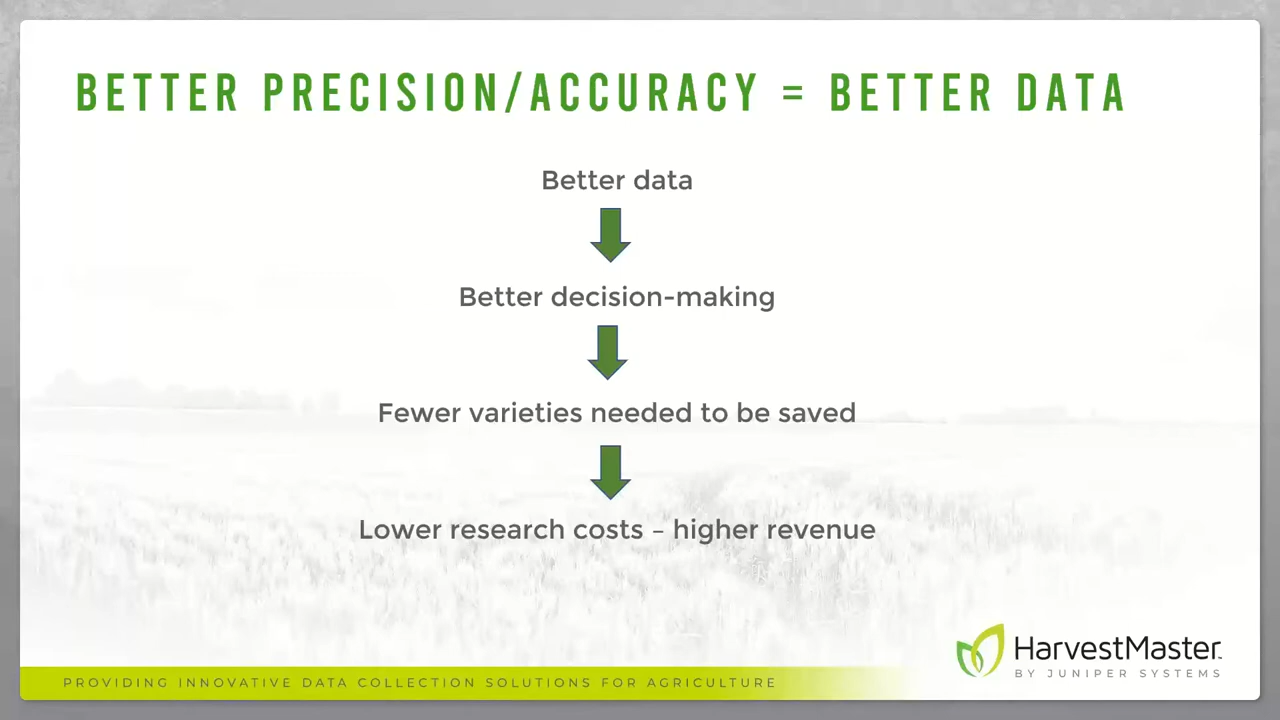 BETTER PRECISION/ACCURACY = BETTER DATA
Better data
Better decision-making
Fewer varieties needed to be saved
Lower research costs – higher revenue
HarvestMaster™
BY JUNIPER SYSTEMS
PROVIDING INNOVATIVE DATA COLLECTION SOLUTIONS FOR AGRICULTURE